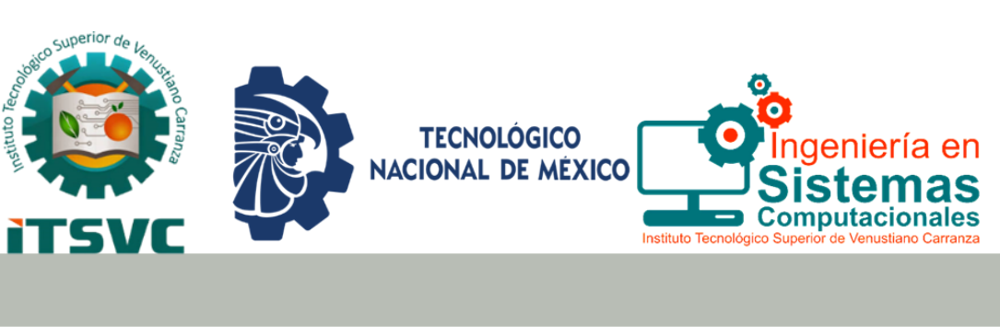 Instituto Tecnológico Superior de Venustiano Carranza
iTSVC
TECNOLÓGICO
NACIONAL DE MÉXICO
Ingeniería en
Sistemas
Computacionales
Instituto Tecnológico Superior de Venustiano Carranza